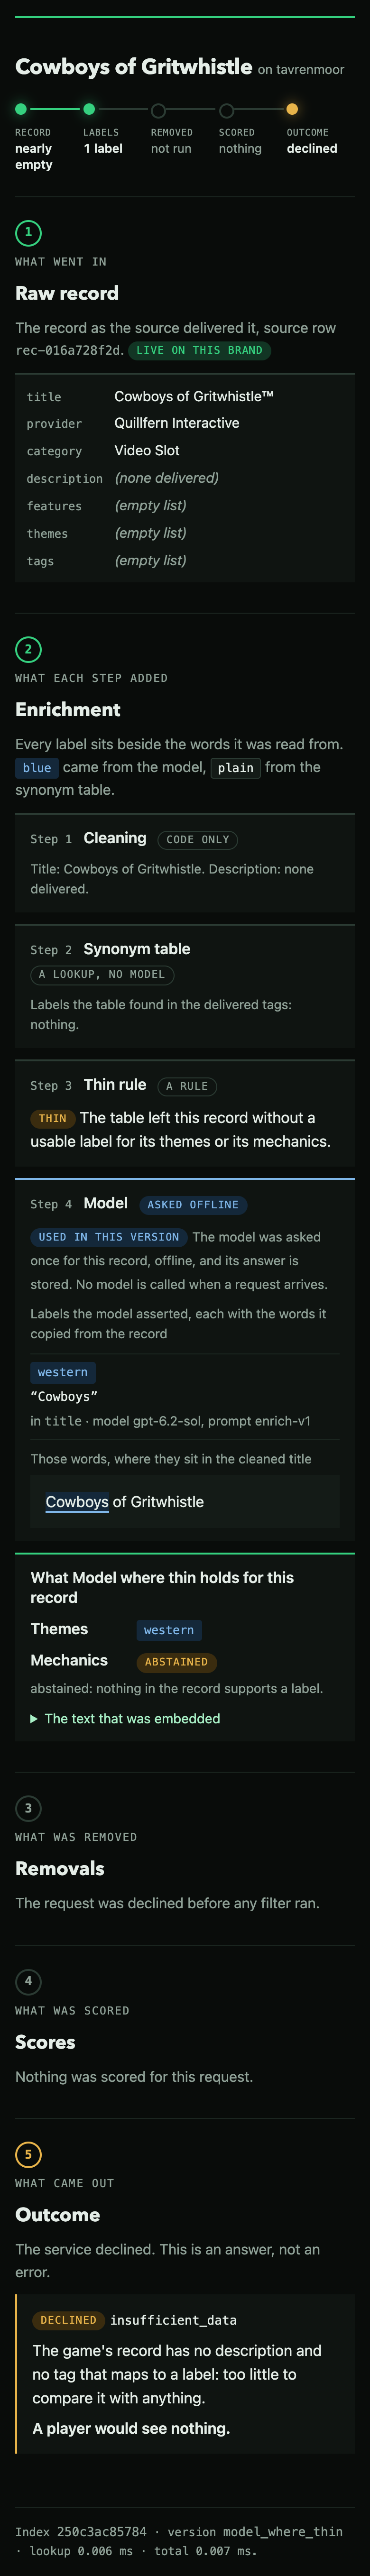 Cowboys of Gritwhistle on tavrenmoor
RECORD
nearly
empty
LABELS
1 label
REMOVED
not run
SCORED
nothing
OUTCOME
declined
1
WHAT WENT IN
Raw record
The record as the source delivered it, source row
rec-016a728f2d. LIVE ON THIS BRAND
title Cowboys of Gritwhistle™
provider Quillfern Interactive
category Video Slot
description (none delivered)
features (empty list)
themes (empty list)
tags (empty list)
2
WHAT EACH STEP ADDED
Enrichment
Every label sits beside the words it was read from.
blue came from the model, plain from the
synonym table.
Step 1 Cleaning CODE ONLY
Title: Cowboys of Gritwhistle. Description: none
delivered.
Step 2 Synonym table
A LOOKUP, NO MODEL
Labels the table found in the delivered tags:
nothing.
Step 3 Thin rule A RULE
THIN The table left this record without a
usable label for its themes or its mechanics.
Step 4 Model ASKED OFFLINE
USED IN THIS VERSION The model was asked
once for this record, offline, and its answer is
stored. No model is called when a request arrives.
Labels the model asserted, each with the words it
copied from the record
western
“Cowboys”
in title · model gpt-6.2-sol, prompt enrich-v1
Those words, where they sit in the cleaned title
Cowboys of Gritwhistle
What Model where thin holds for this
record
Themes western
Mechanics ABSTAINED
abstained: nothing in the record supports a label.
▶ The text that was embedded
3
WHAT WAS REMOVED
Removals
The request was declined before any filter ran.
4
WHAT WAS SCORED
Scores
Nothing was scored for this request.
5
WHAT CAME OUT
Outcome
The service declined. This is an answer, not an
error.
DECLINED insufficient_data
The game's record has no description and
no tag that maps to a label: too little to
compare it with anything.
A player would see nothing.
Index 250c3ac85784 · version model_where_thin
· lookup 0.006 ms · total 0.007 ms.